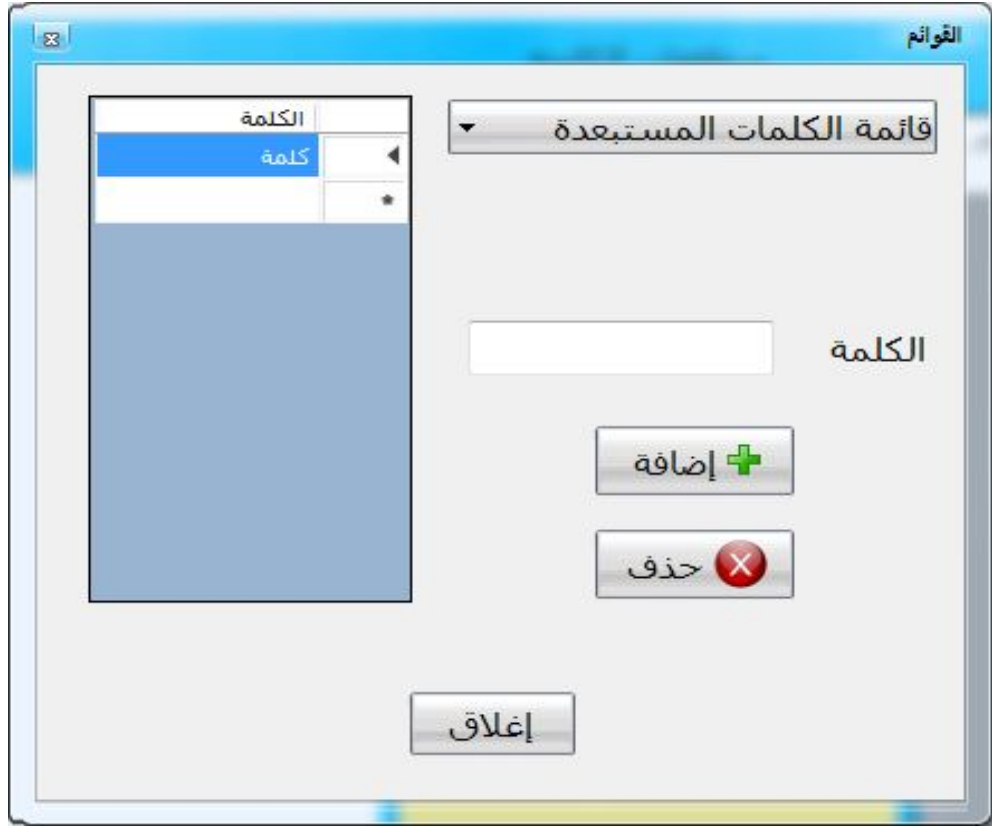 القوائم
قائمة الكلمات المستبعدة
الكلمة
كلمة
الكلمة
إضافة
حذف
إغلاق